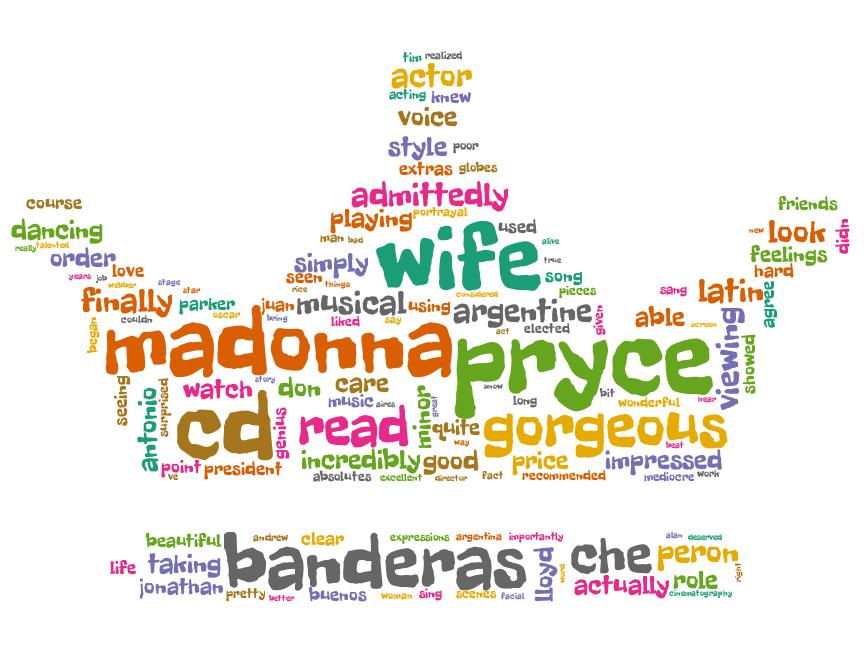 tim realized
actor
acting knew
voice
style poor
extras globes
admittedly
course
friends
playing portrayal
dancing
new look didn
man bad
wife used alive
really talented
order
simply
true
feelings
years job love
seen things
song
hard
webber stage
rice
considered pieces
sang latin agree
finally star parker
juan musical using argentine given
oscar
able screen
began couldn
bring liked say
act elected
viewing
madonna pryce
showed
seeing antonio surprised
watch story don care
know bit
music aires minor great
long wonderful near
cd genius read
quite way gorgeous
beat
point president
incredibly good
price impressed
ve absolutes excellent director fact recommended mediocre work
beautiful andrew clear expressions argentina importantly alan deserved
life taking banderas lloyd word che peron
jonathan
actually role right
pretty better buenos woman sing scenes facial cinematography